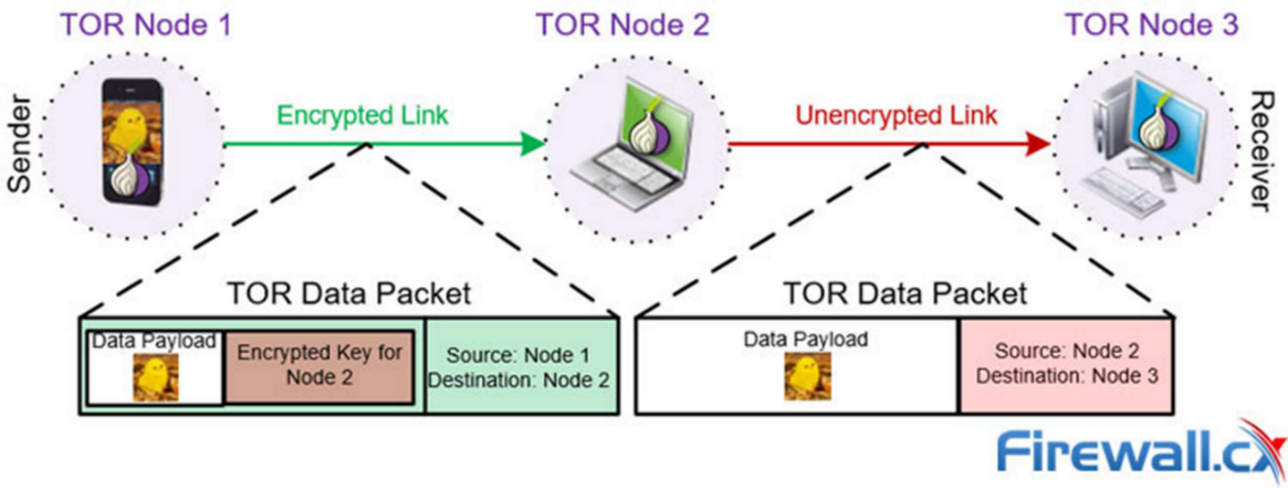 TOR Node 1
TOR Node 2
TOR Node 3
Sender
Encrypted Link
Unencrypted Link
Receiver
TOR Data Packet
TOR Data Packet
Data Payload
Encrypted Key for
Node 2
Source: Node 1
Destination: Node 2
Data Payload
Source: Node 2
Destination: Node 3
Firewall.cx